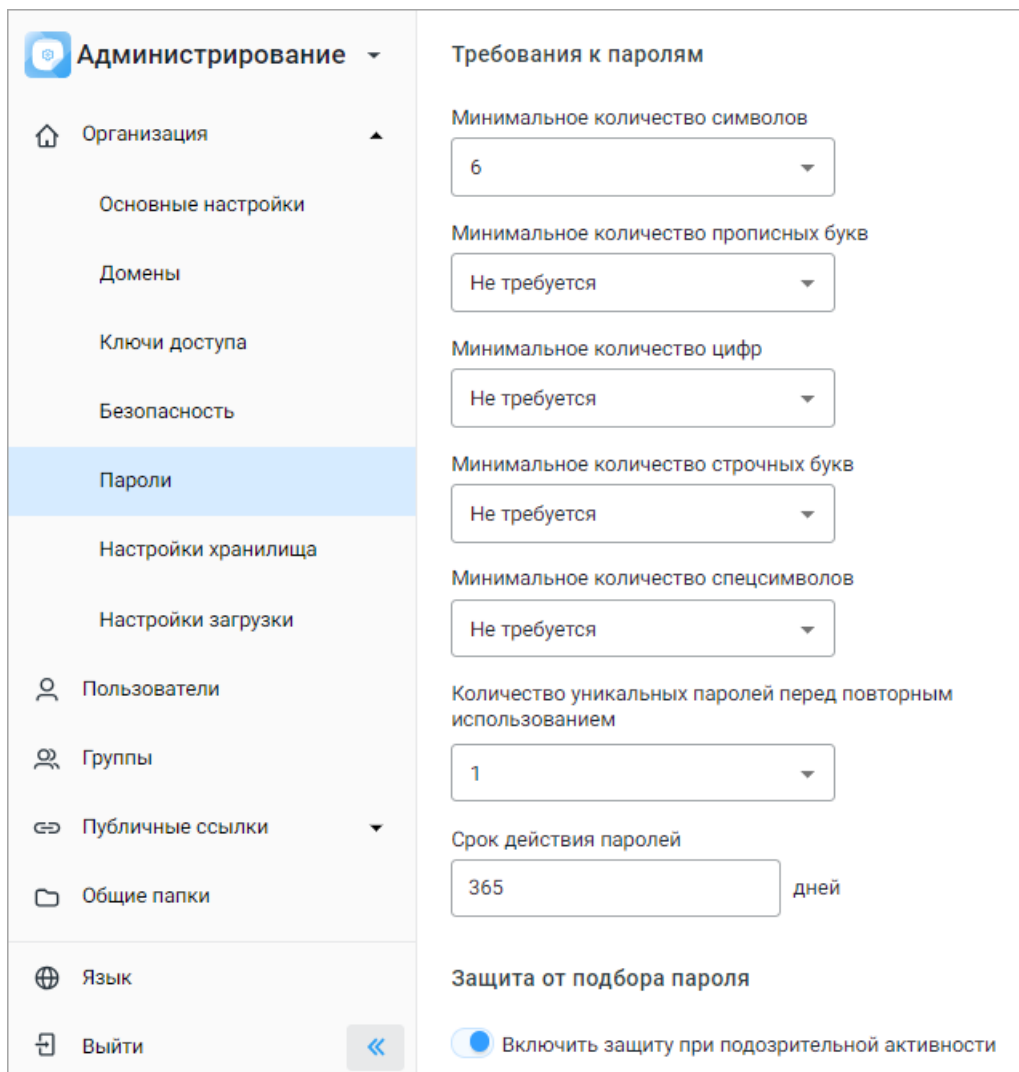 Администрирование
Организация
Основные настройки
Домены
Ключи доступа
Безопасность
Пароли
Настройки хранилища
Настройки загрузки
Пользователи
Группы
Публичные ссылки
Общие папки
Язык
Выйти
Требования к паролям
Минимальное количество символов
6
Минимальное количество прописных букв
Не требуется
Минимальное количество цифр
Не требуется
Минимальное количество строчных букв
Не требуется
Минимальное количество спецсимволов
Не требуется
Количество уникальных паролей перед повторным
использованием
1
Срок действия паролей
365 дней
Защита от подбора пароля
Включить защиту при подозрительной активности